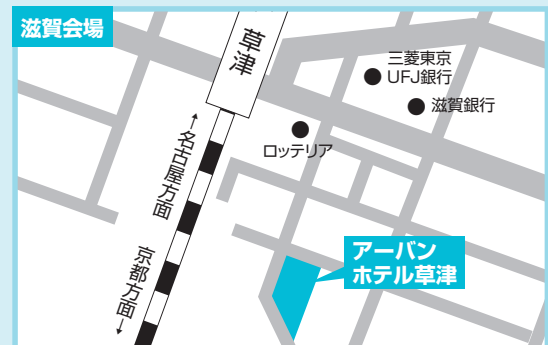 滋賀会場
草津
三菱東京
UFJ銀行
滋賀銀行
ロッテリア
←名古屋方面
京都方面→
アーバン
ホテル草津